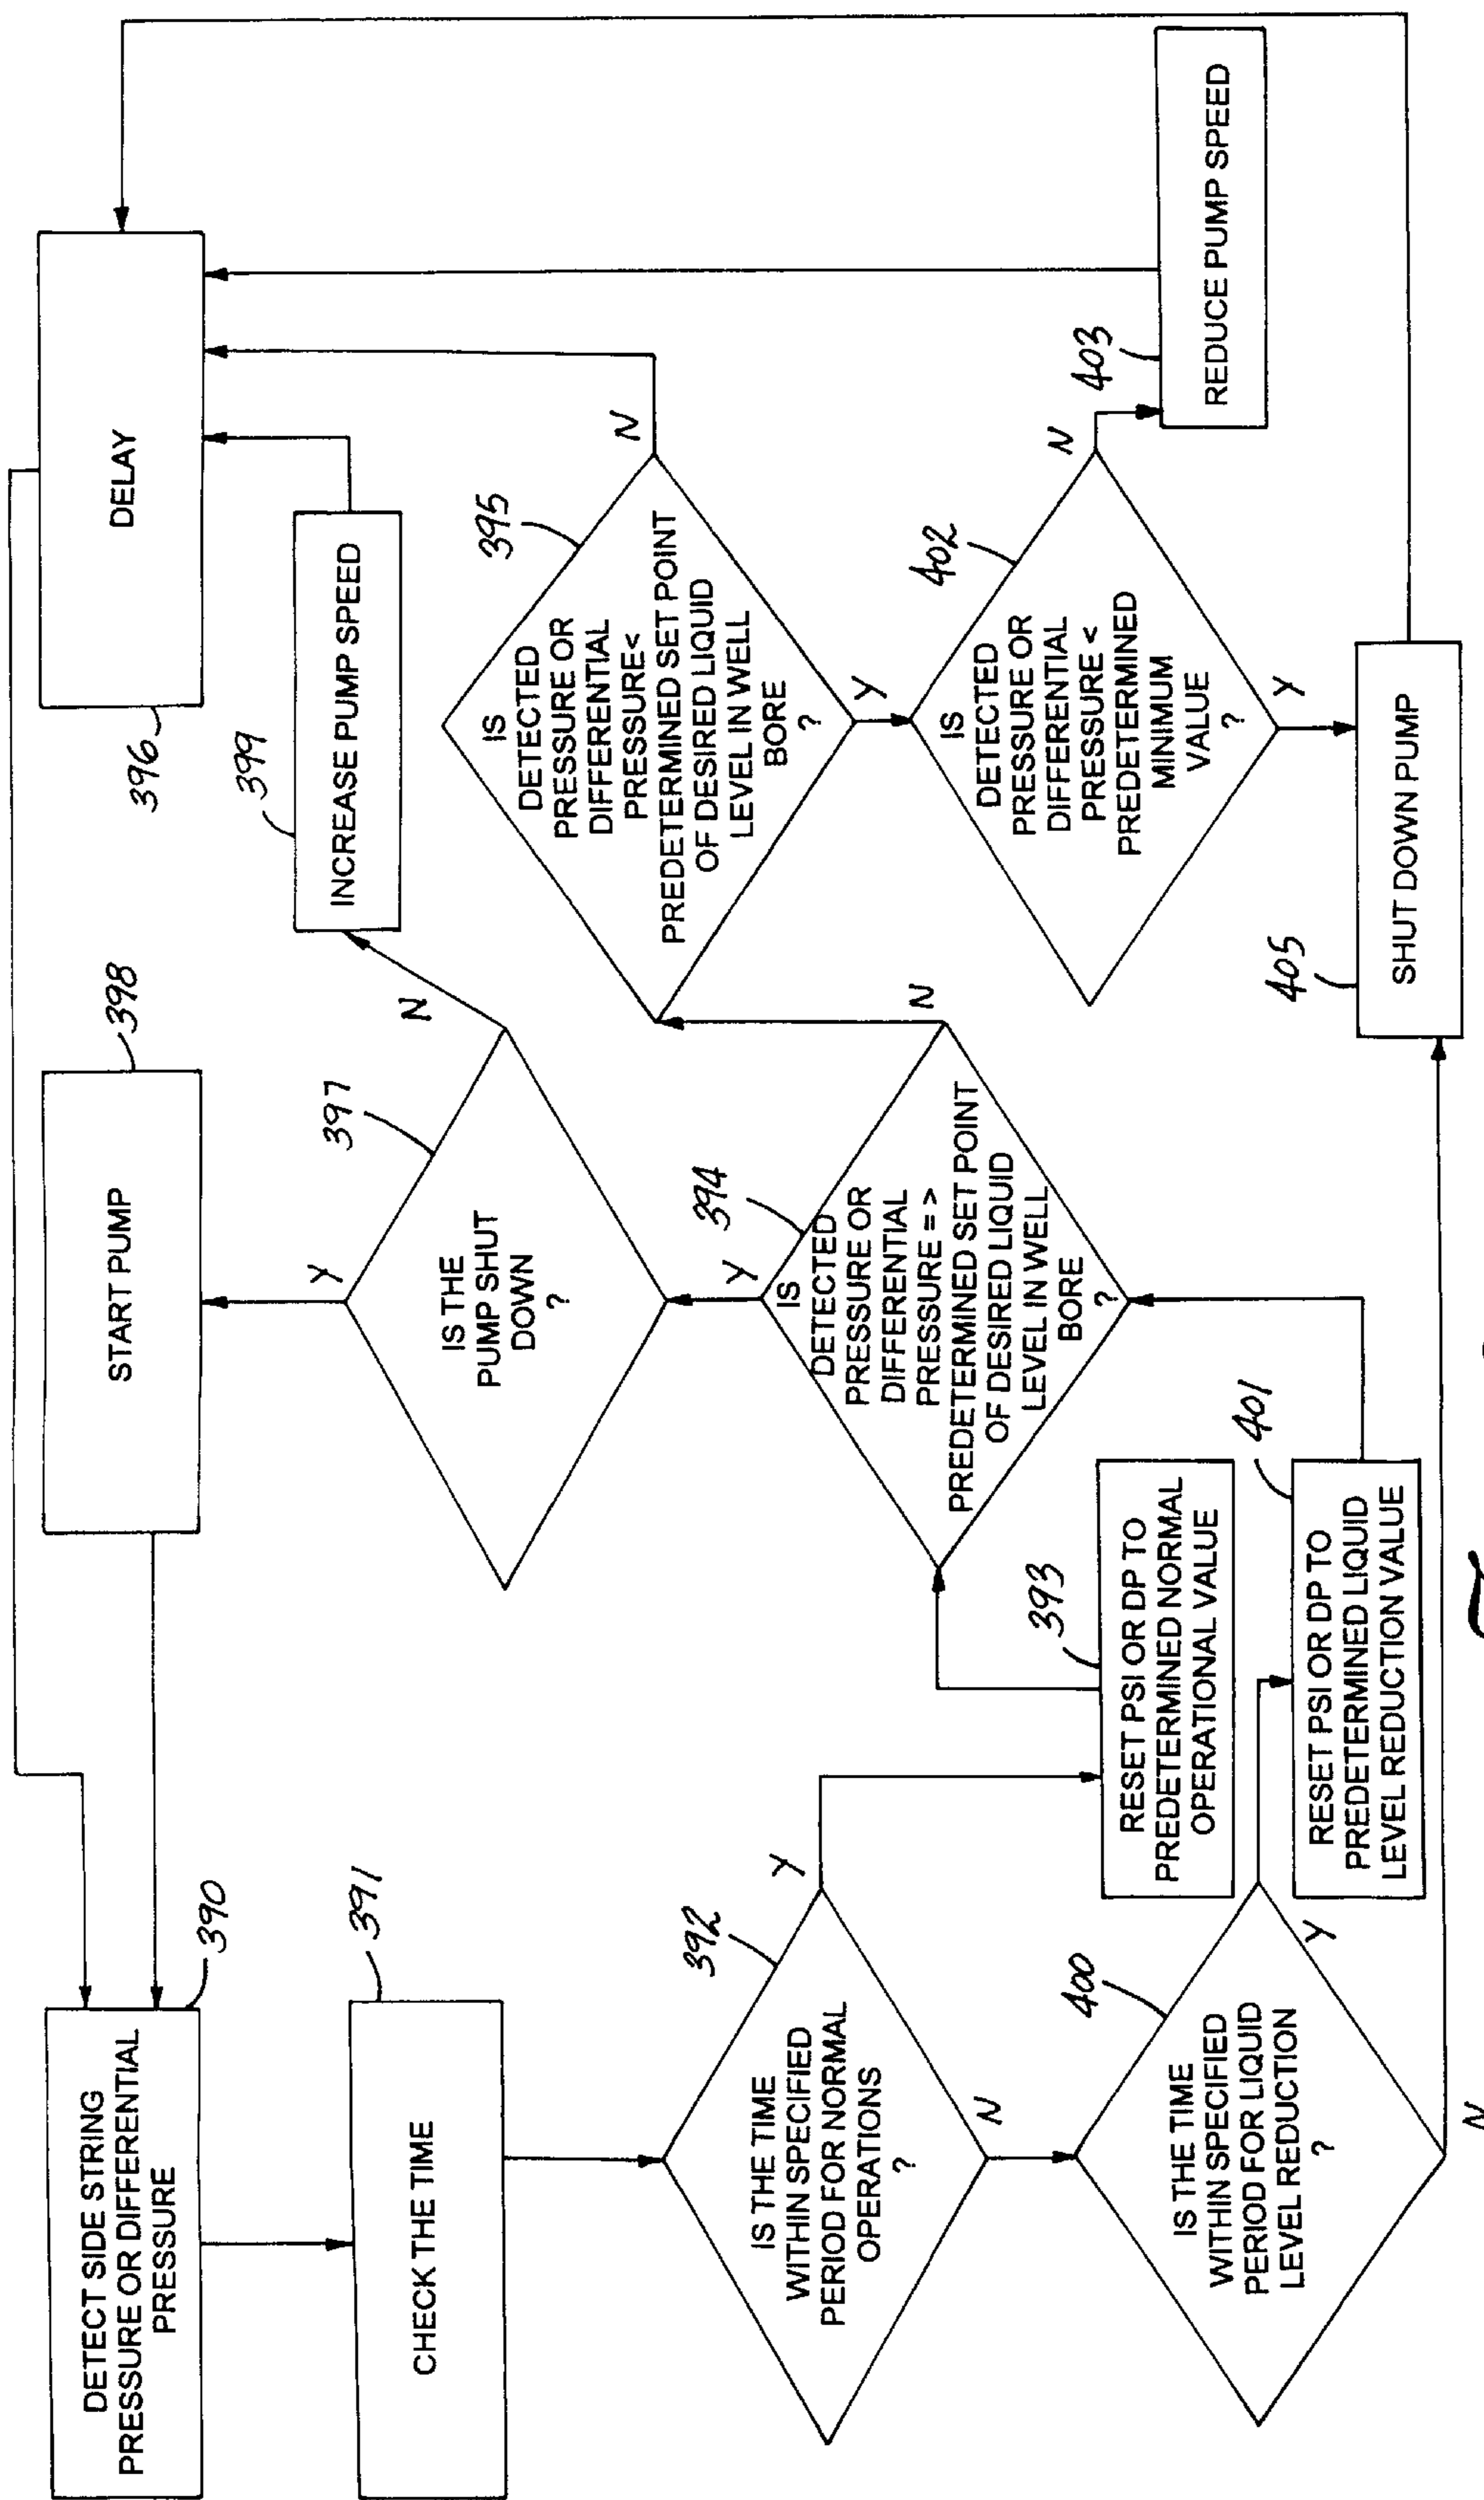 DETECT SIDE STRING
PRESSURE OR DIFFERENTIAL
PRESSURE
390
START PUMP
398
DELAY
396
CHECK THE TIME
391
IS THE
PUMP SHUT
DOWN
?
397
Y
N
INCREASE PUMP SPEED
399
IS THE TIME
WITHIN SPECIFIED
PERIOD FOR NORMAL
OPERATIONS
?
392
Y
N
IS
DETECTED
PRESSURE OR
DIFFERENTIAL
PRESSURE = >
PREDETERMINED SET POINT
OF DESIRED LIQUID
LEVEL IN WELL
BORE
?
394
Y
N
IS
DETECTED
PRESSURE OR
DIFFERENTIAL
PRESSURE<
PREDETERMINED SET POINT
OF DESIRED LIQUID
LEVEL IN WELL
BORE
?
395
N
Y
RESET PSI OR DP TO
PREDETERMINED NORMAL
OPERATIONAL VALUE
393
IS THE TIME
WITHIN SPECIFIED
PERIOD FOR LIQUID
LEVEL REDUCTION
?
400
Y
N
RESET PSI OR DP TO
PREDETERMINED LIQUID
LEVEL REDUCTION VALUE
401
IS
DETECTED
PRESSURE OR
DIFFERENTIAL
PRESSURE <
PREDETERMINED
MINIMUM
VALUE
?
402
N
Y
REDUCE PUMP SPEED
403
SHUT DOWN PUMP
405